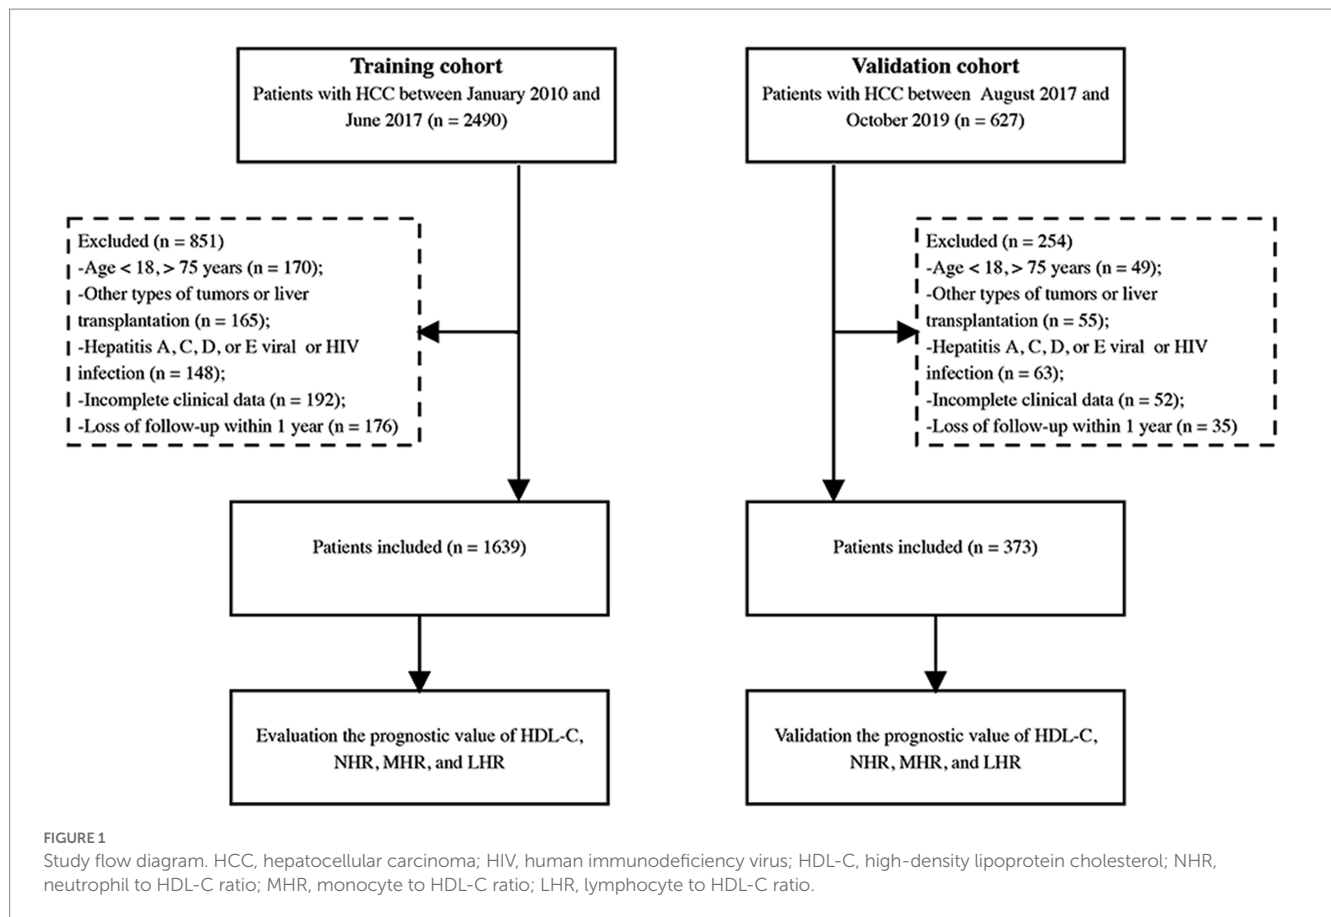 Training cohort
Patients with HCC between January 2010 and
June 2017 (n = 2490)
Excluded (n = 851)
-Age < 18, > 75 years (n = 170);
-Other types of tumors or liver
transplantation (n = 165);
-Hepatitis A, C, D, or E viral or HIV
infection (n = 148);
-Incomplete clinical data (n = 192);
-Loss of follow-up within 1 year (n = 176)
Patients included (n = 1639)
Evaluation the prognostic value of HDL-C,
NHR, MHR, and LHR
Validation cohort
Patients with HCC between August 2017 and
October 2019 (n = 627)
Excluded (n = 254)
-Age < 18, > 75 years (n = 49);
-Other types of tumors or liver
transplantation (n = 55);
-Hepatitis A, C, D, or E viral or HIV
infection (n = 63);
-Incomplete clinical data (n = 52);
-Loss of follow-up within 1 year (n = 35)
Patients included (n = 373)
Validation the prognostic value of HDL-C,
NHR, MHR, and LHR
FIGURE 1
Study flow diagram. HCC, hepatocellular carcinoma; HIV, human immunodeficiency virus; HDL-C, high-density lipoprotein cholesterol; NHR,
neutrophil to HDL-C ratio; MHR, monocyte to HDL-C ratio; LHR, lymphocyte to HDL-C ratio.